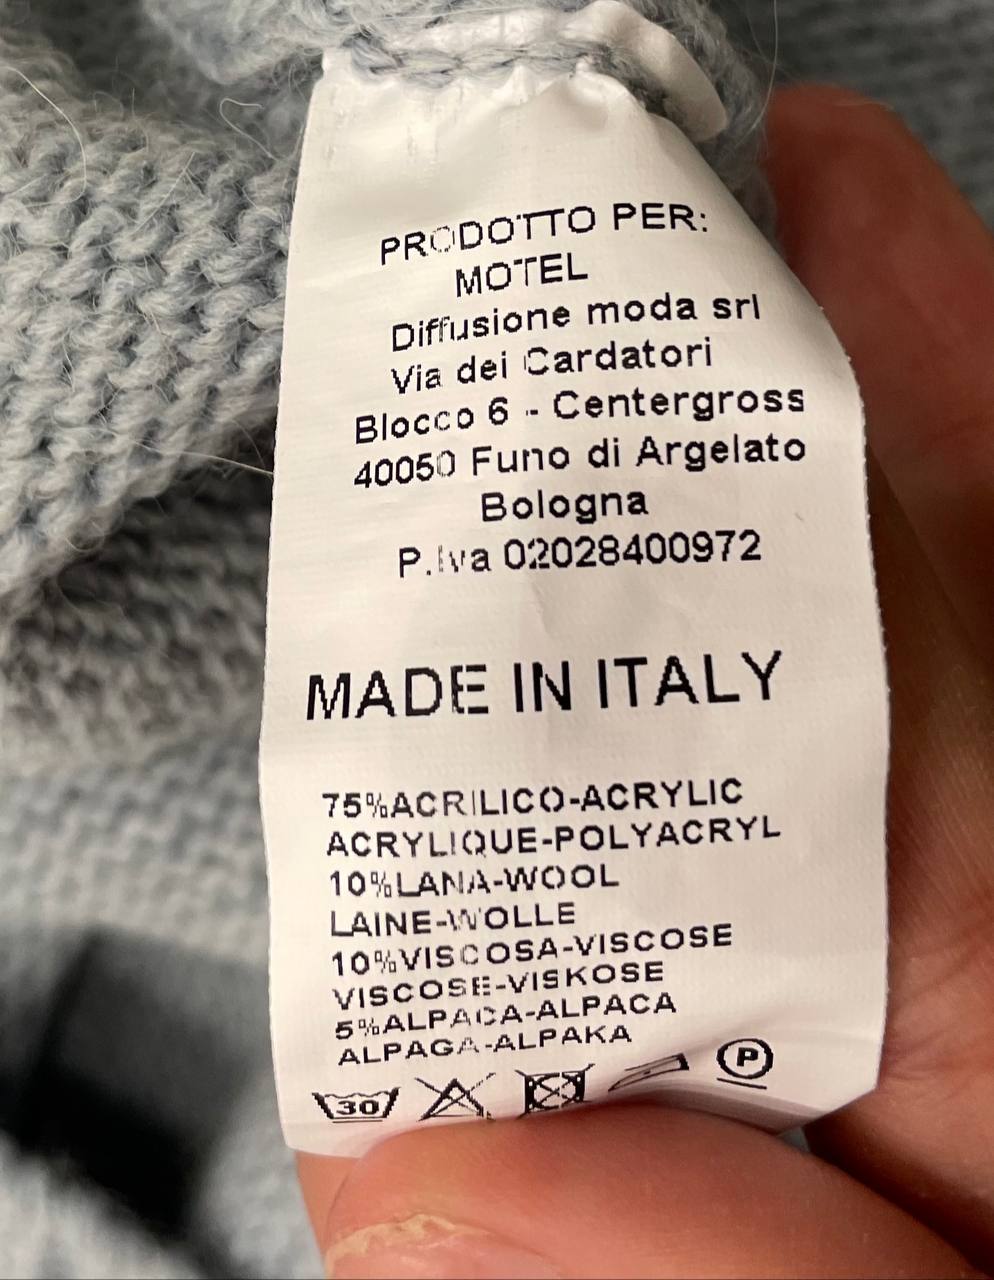 PRODOTTO PER:
MOTEL
Diffusione moda srl
Via dei Cardatori
Blocco 6 - Centergross
40050 Funo di Argelato
Bologna
P.Iva 02028400972
MADE IN ITALY
75%ACRILICO-ACRYLIC
ACRYLIQUE-POLYACRYL
10%LANA-WOOL
LAINE-WOLLE
10%VISCOSA-VISCOSE
VISCOSE-VISKOSE
5%ALPACA-ALPACA
ALPAGA-ALPAKA
30 P